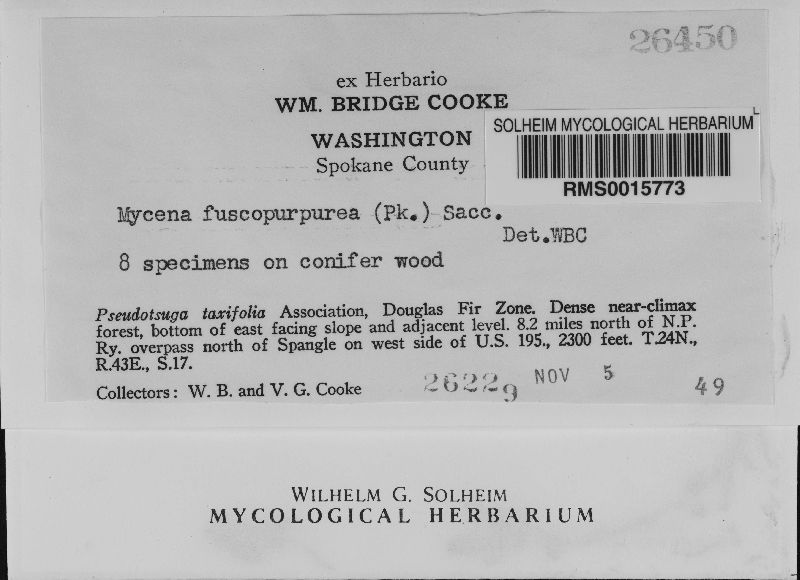 26450
ex Herbario
WM. BRIDGE COOKE
WASHINGTON
Spokane County
SOLHEIM MYCOLOGICAL HERBARIUM
L
RMS0015773
Mycena fuscopurpurea (Pk.) Sacc.
Det.WBC
8 specimens on conifer wood
Pseudotsuga taxifolia Association, Douglas Fir Zone. Dense near-climax
forest, bottom of east facing slope and adjacent level. 8.2 miles north of N.P.
Ry. overpass north of Spangle on west side of U.S. 195., 2300 feet. T.24N.,
R.43E., S.17.
Collectors: W. B. and V. G. Cooke
26229 NOV 5 49
WILHELM G. SOLHEIM
MYCOLOGICAL HERBARIUM